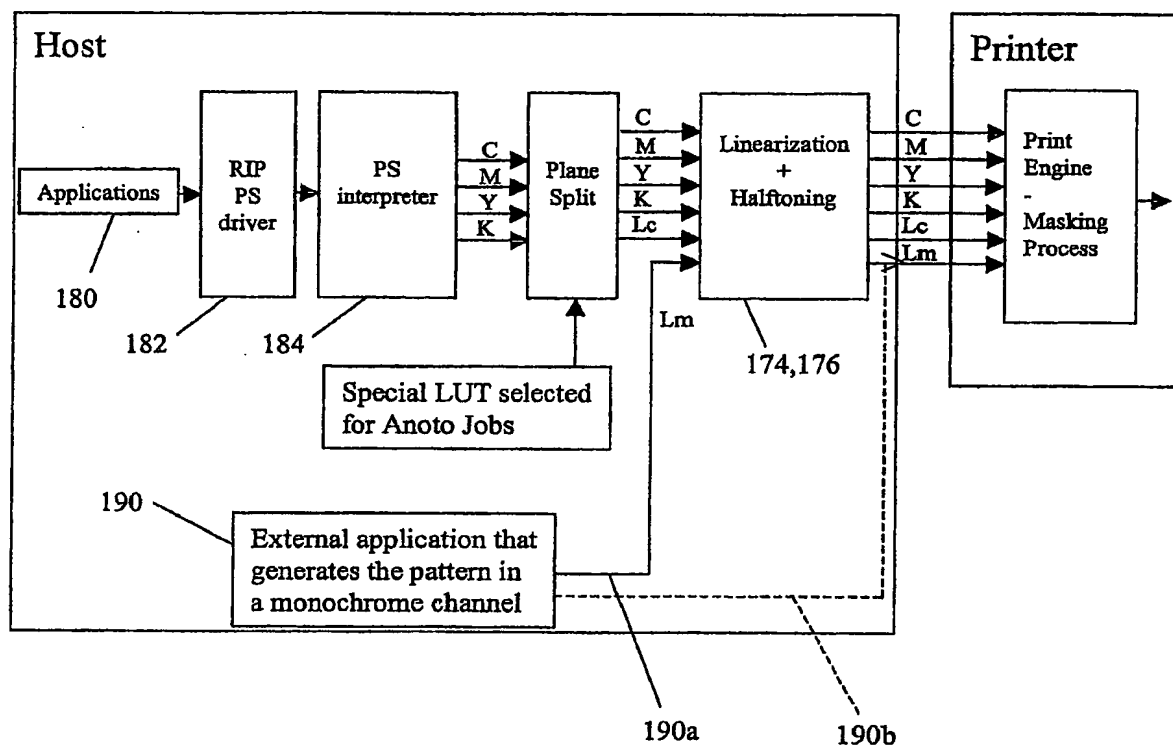 Host
Printer
Applications
180
RIP
PS
driver
182
PS
interpreter
184
C
M
Y
K
Plane
Split
C
M
Y
K
Lc
Lm
Special LUT selected
for Anoto Jobs
Linearization
+
Halftoning
174,176
C
M
Y
K
Lc
Lm
Print
Engine
-
Masking
Process
190
External application that
generates the pattern in
a monochrome channel
190a
190b